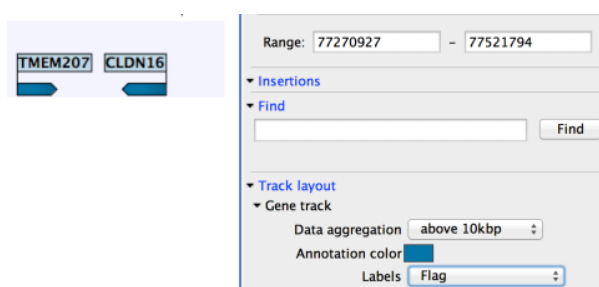 TMEM207 CLDN16
Range: 77270927 – 77521794
Insertions
Find
Find
Track layout
Gene track
Data aggregation above 10kbp
Annotation color
Labels Flag